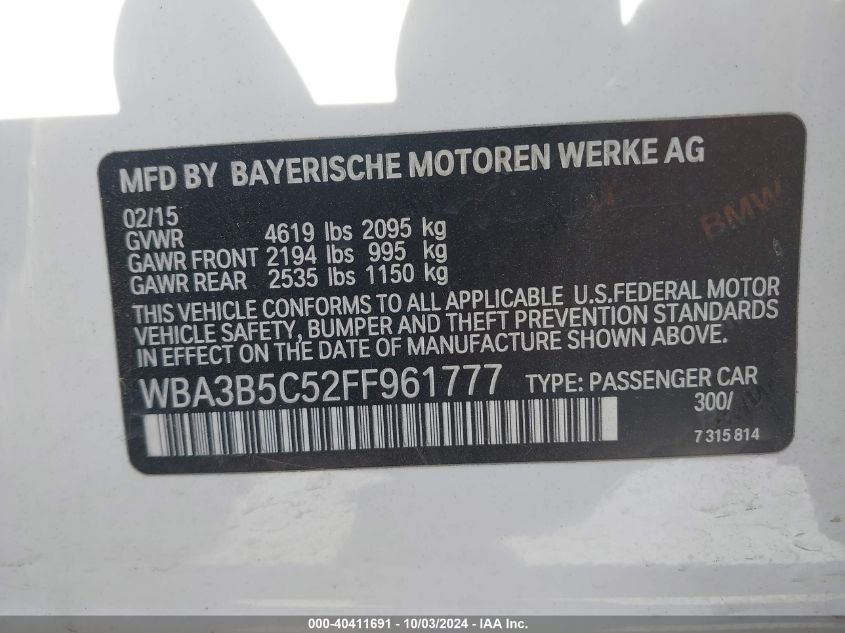 MFD BY BAYERISCHE MOTOREN WERKE AG
02/15
GVWR 4619 lbs 2095 kg
GAWR FRONT 2194 lbs 995 kg
GAWR REAR 2535 lbs 1150 kg
THIS VEHICLE CONFORMS TO ALL APPLICABLE U.S.FEDERAL MOTOR
VEHICLE SAFETY, BUMPER AND THEFT PREVENTION STANDARDS
IN EFFECT ON THE DATE OF MANUFACTURE SHOWN ABOVE.
WBA3B5C52FF961777 TYPE: PASSENGER CAR
300/
7 315 814
BMW
000-40411691 - 10/03/2024 - IAA Inc.